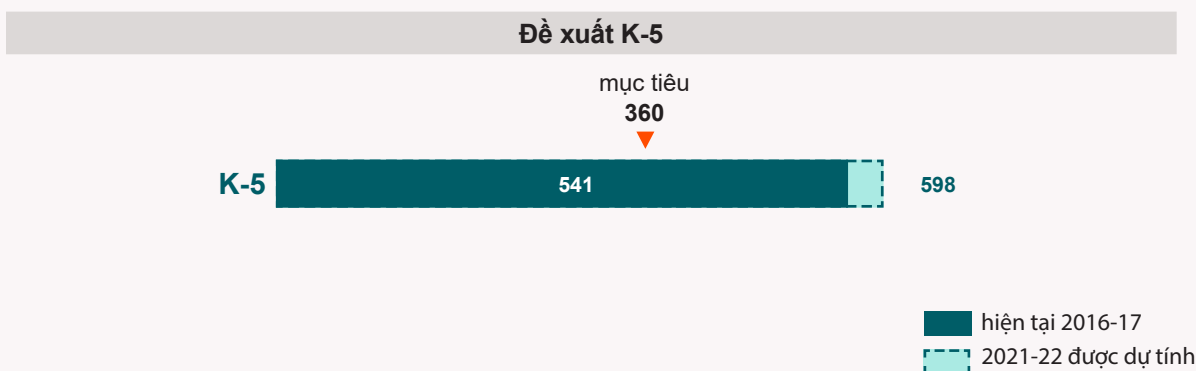 Đề xuất K-5
mục tiêu
360
K-5
541
598
hiện tại 2016-17
2021-22 được dự tính